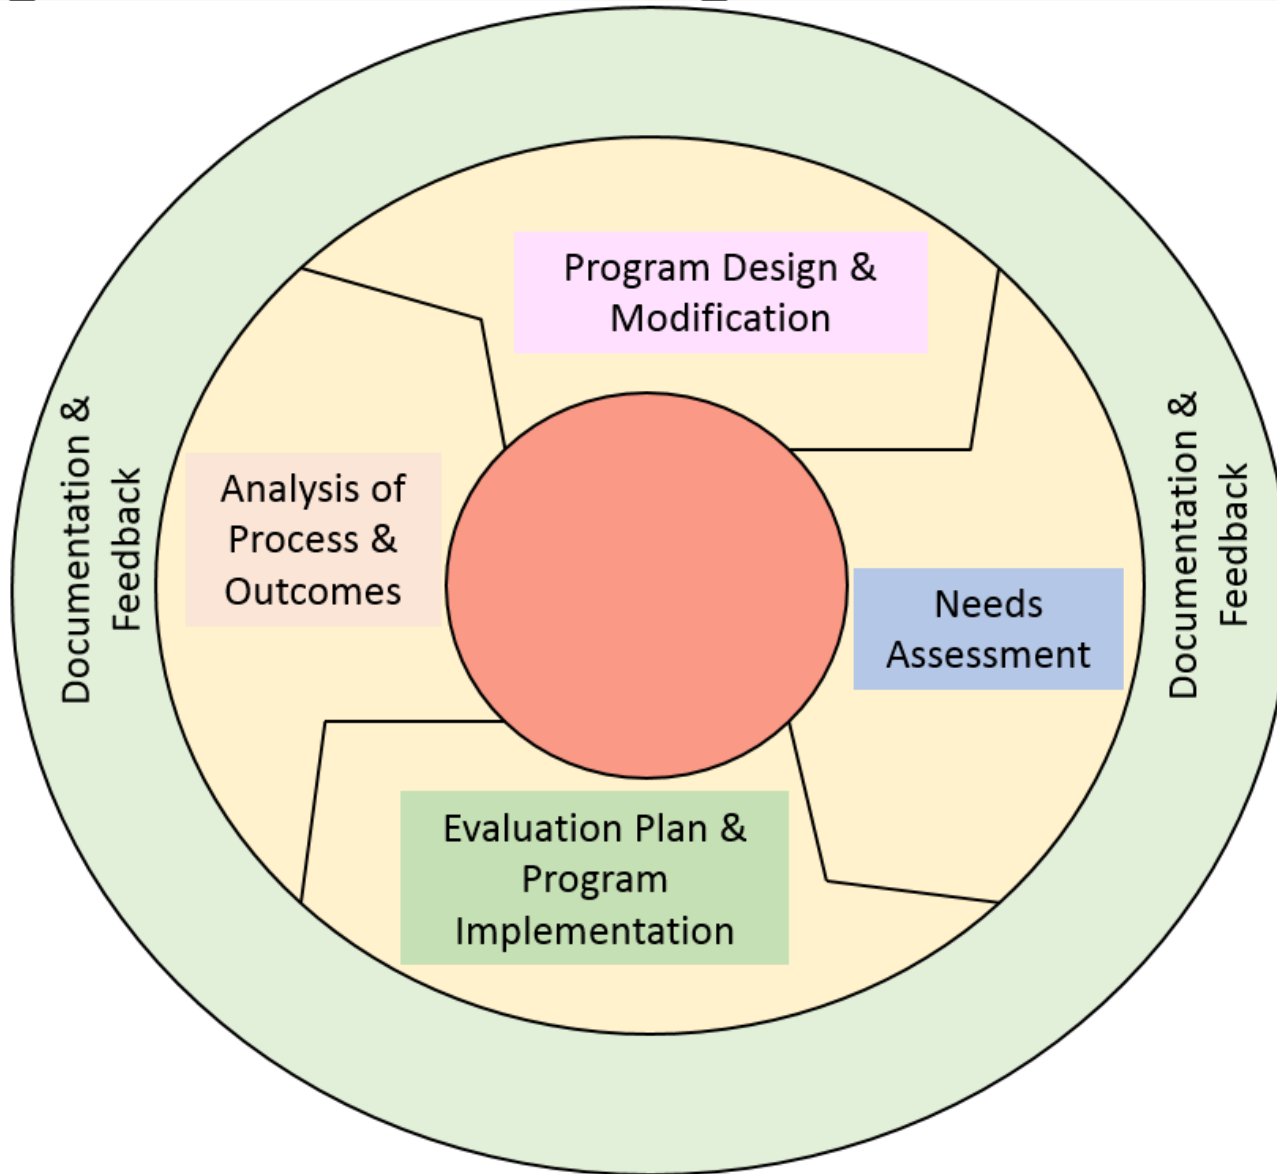 Program Design &
Modification
Documentation &
Feedback
Analysis of
Process &
Outcomes
Needs
Assessment
Documentation &
Feedback
Evaluation Plan &
Program
Implementation